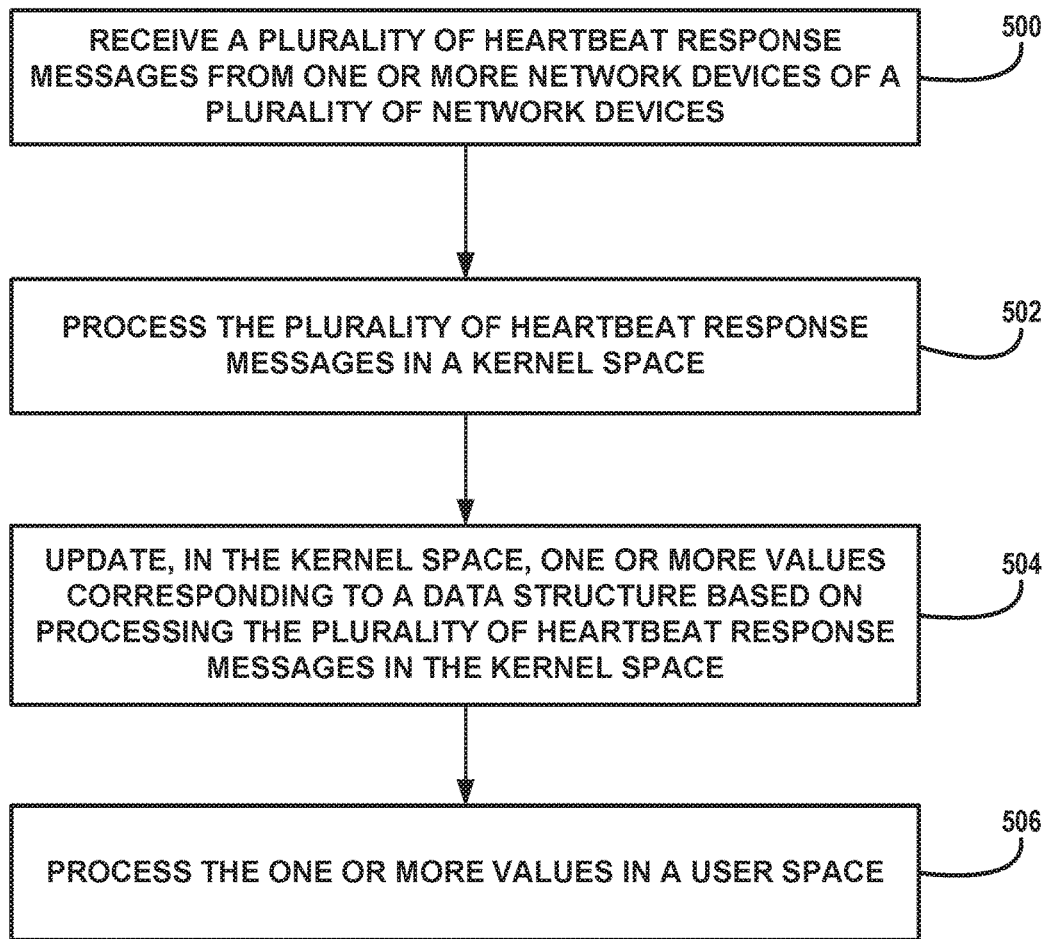 RECEIVE A PLURALITY OF HEARTBEAT RESPONSE
MESSAGES FROM ONE OR MORE NETWORK DEVICES OF A
PLURALITY OF NETWORK DEVICES
500
PROCESS THE PLURALITY OF HEARTBEAT RESPONSE
MESSAGES IN A KERNEL SPACE
502
UPDATE, IN THE KERNEL SPACE, ONE OR MORE VALUES
CORRESPONDING TO A DATA STRUCTURE BASED ON
PROCESSING THE PLURALITY OF HEARTBEAT RESPONSE
MESSAGES IN THE KERNEL SPACE
504
PROCESS THE ONE OR MORE VALUES IN A USER SPACE
506